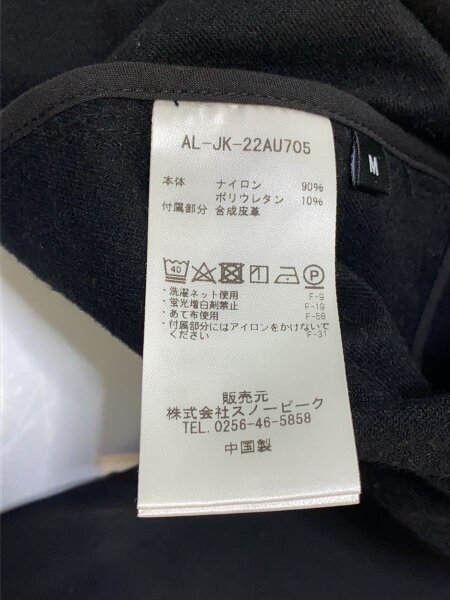 AL-JK-22AU705
M
本体 ナイロン 90%
ポリウレタン 10%
付属部分 合成皮革
40
P
・洗濯ネット使用 F-9
・蛍光増白剤禁止 F-19
・あて布使用 F-58
・付属部分にはアイロンをかけないで
ください F-31
販売元
株式会社スノーピーク
TEL. 0256-46-5858
中国製